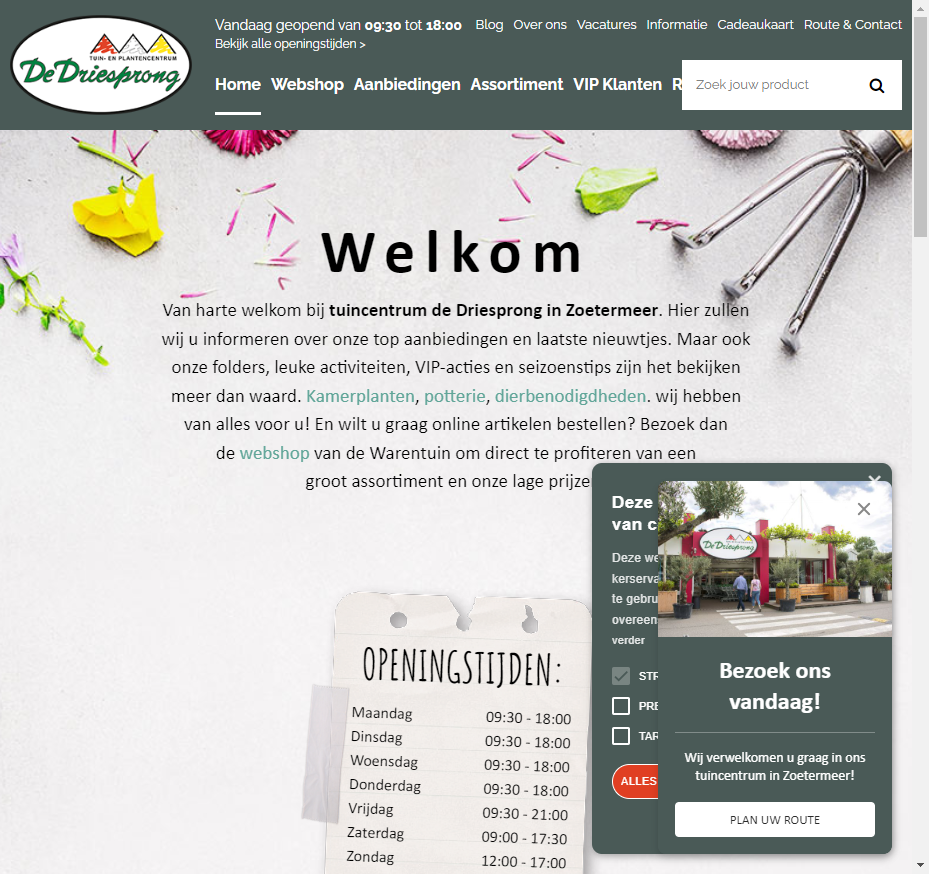 TUIN- EN PLANTENCENTRUM
De Driesprong
Vandaag geopend van 09:30 tot 18:00
Bekijk alle openingstijden >
Blog Over ons Vacatures Informatie Cadeaukaart Route & Contact
Home Webshop Aanbiedingen Assortiment VIP Klanten
Zoek jouw product
Welkom
Van harte welkom bij tuincentrum de Driesprong in Zoetermeer. Hier zullen
wij u informeren over onze top aanbiedingen en laatste nieuwtjes. Maar ook
onze folders, leuke activiteiten, VIP-acties en seizoenstips zijn het bekijken
meer dan waard. Kamerplanten, potterie, dierbenodigdheden. wij hebben
van alles voor u! En wilt u graag online artikelen bestellen? Bezoek dan
de webshop van de Warentuin om direct te profiteren van een
groot assortiment en onze lage prijze
OPENINGSTIJDEN:
Maandag 09:30 - 18:00
Dinsdag 09:30 - 18:00
Woensdag 09:30 - 18:00
Donderdag 09:30 - 18:00
Vrijdag 09:30 - 21:00
Zaterdag 09:00 - 17:30
Zondag 12:00 - 17:00
Deze
van c
Deze we
kerserva
te gebru
overeen
verder
STR
PRE
TAR
ALLES
De Driesprong
Bezoek ons
vandaag!
Wij verwelkomen u graag in ons
tuincentrum in Zoetermeer!
PLAN UW ROUTE